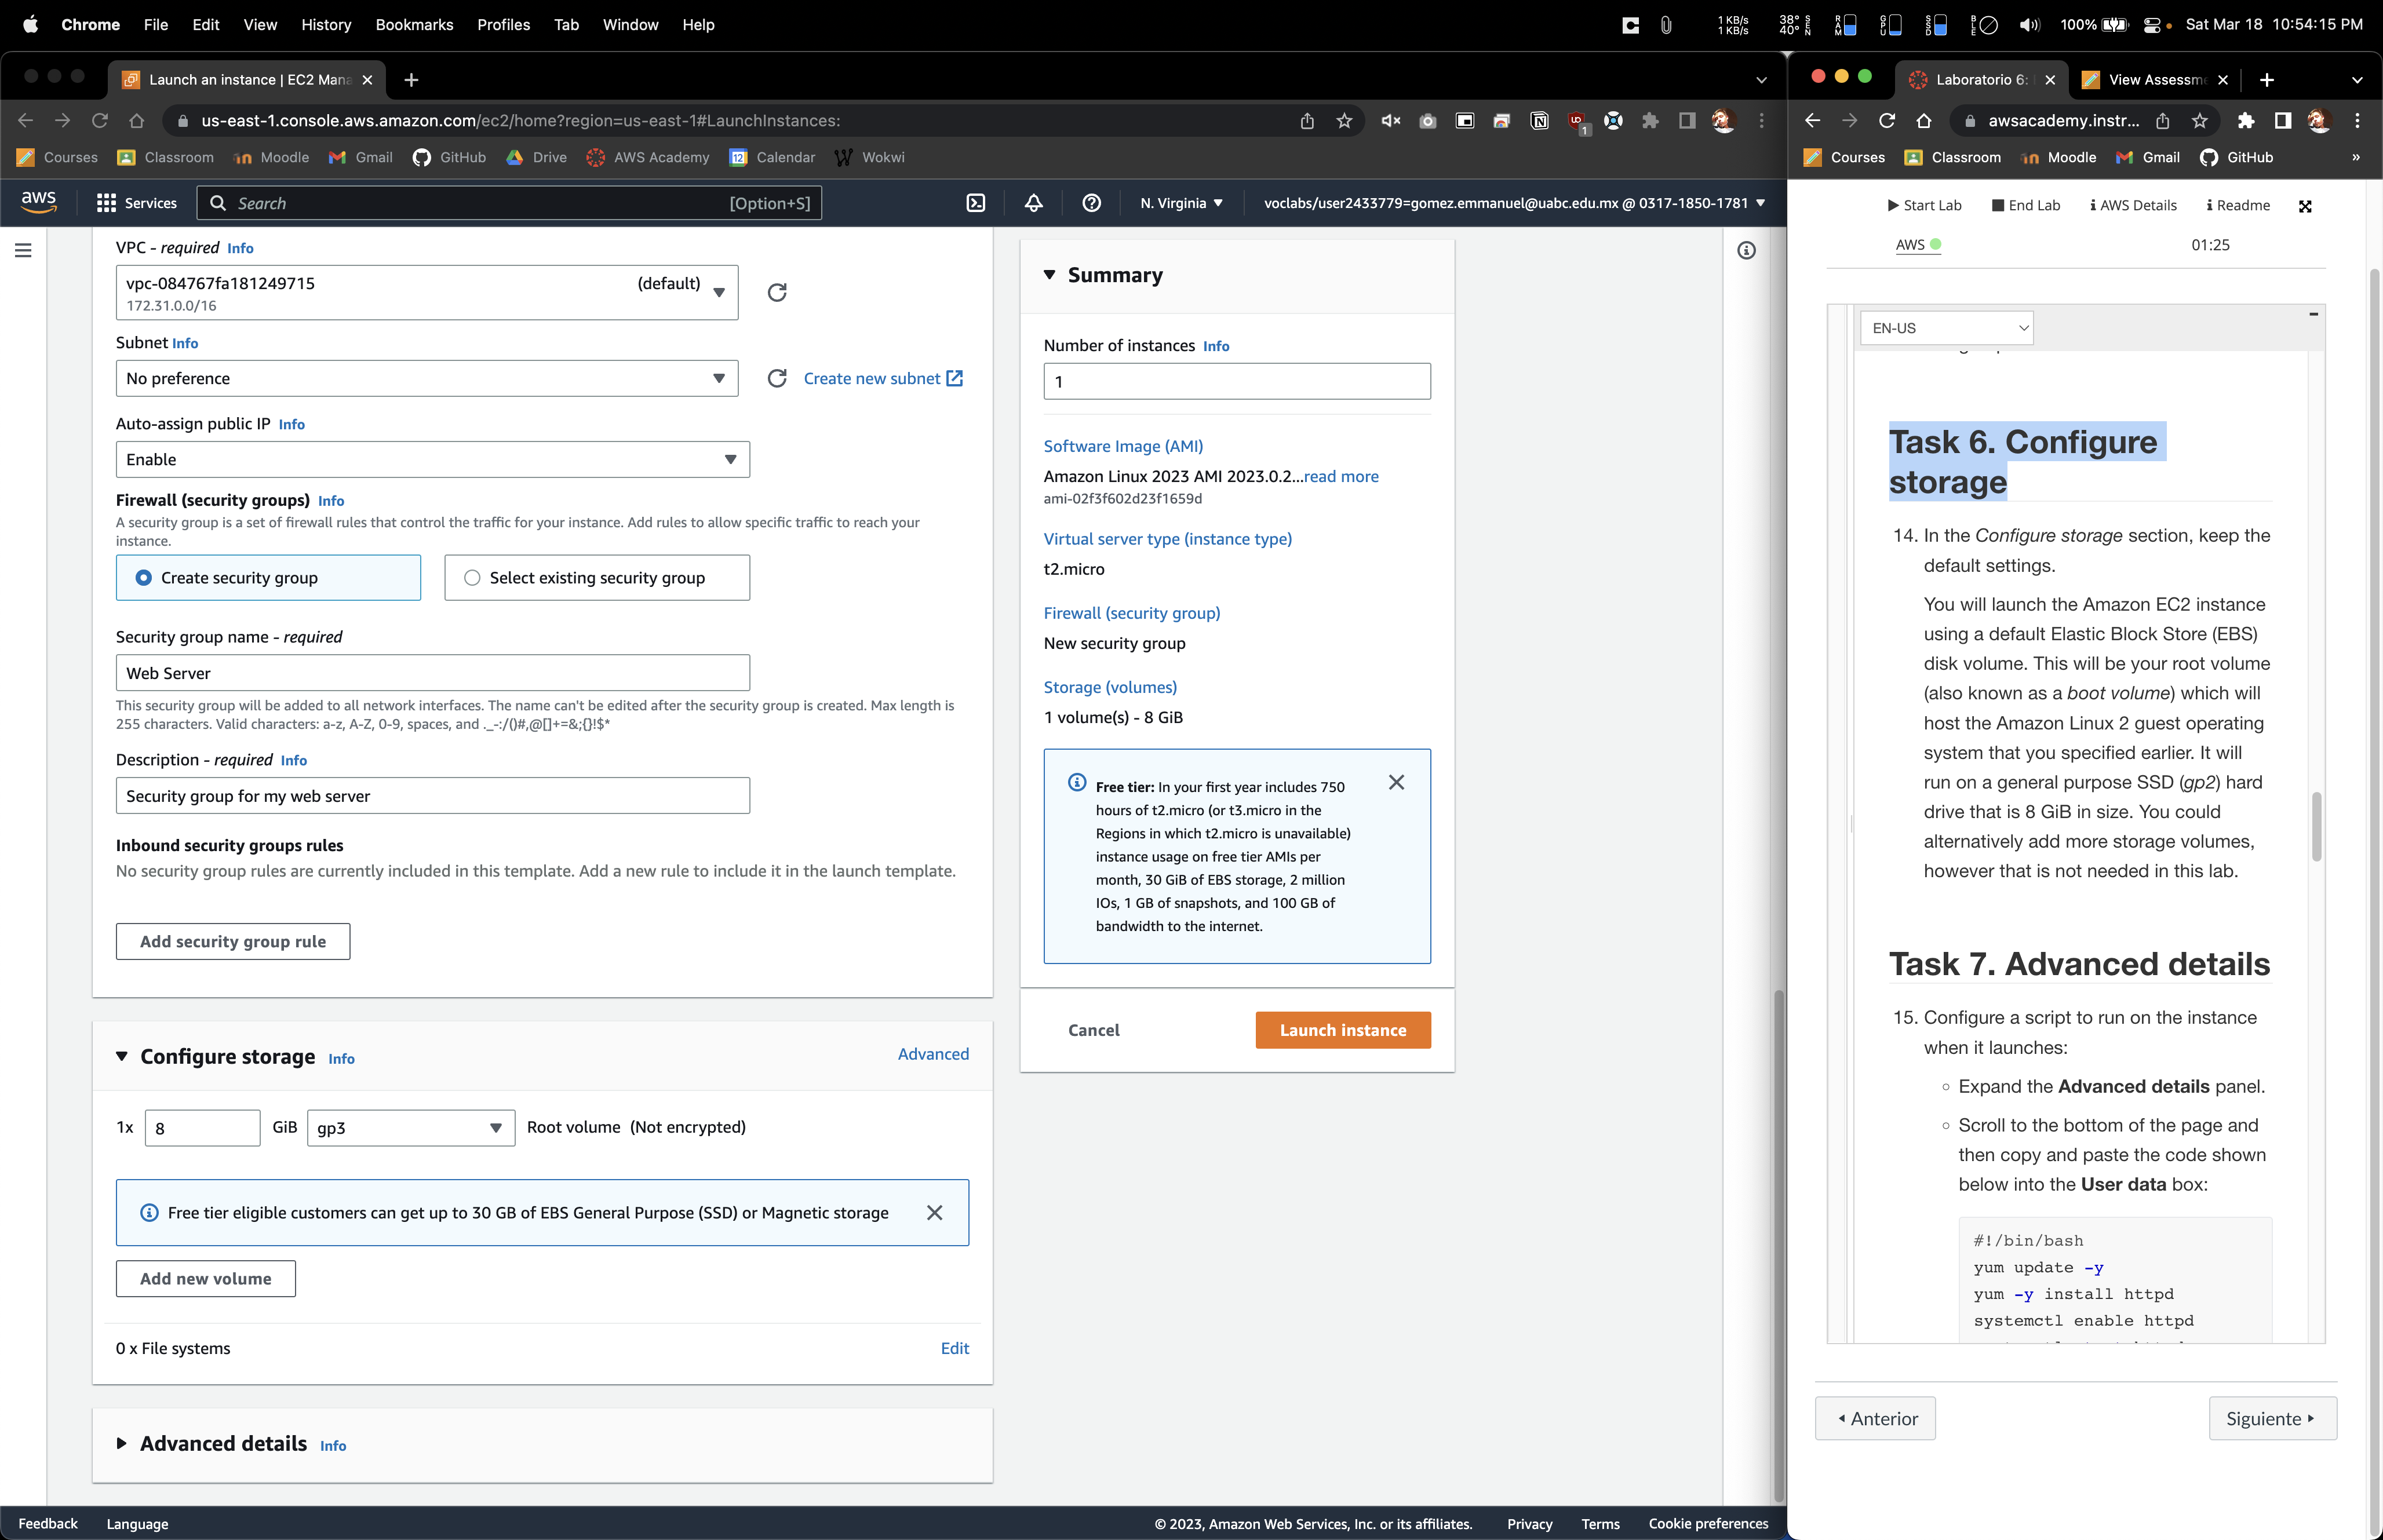 Chrome File Edit View History Bookmarks Profiles Tab Window Help
1 KB/s
1 KB/s
38°
40°
SEN
RAM
GPU
SSD
BLE
100%
Sat Mar 18 10:54:15 PM
Launch an instance | EC2 Mana
us-east-1.console.aws.amazon.com/ec2/home?region=us-east-1#LaunchInstances:
1
Courses Classroom Moodle Gmail GitHub Drive AWS Academy Calendar Wokwi
aws Services Search [Option+S] N. Virginia voclabs/user2433779=gomez.emmanuel@uabc.edu.mx @ 0317-1850-1781
VPC - required Info
vpc-084767fa181249715 (default)
172.31.0.0/16
Subnet Info
No preference
Create new subnet
Auto-assign public IP Info
Enable
Firewall (security groups) Info
A security group is a set of firewall rules that control the traffic for your instance. Add rules to allow specific traffic to reach your
instance.
Create security group
Select existing security group
Security group name - required
Web Server
This security group will be added to all network interfaces. The name can't be edited after the security group is created. Max length is
255 characters. Valid characters: a-z, A-Z, 0-9, spaces, and ._-:/()#,@[]+=&;{}!$*
Description - required Info
Security group for my web server
Inbound security groups rules
No security group rules are currently included in this template. Add a new rule to include it in the launch template.
Add security group rule
Configure storage Info
Advanced
1x 8 GiB gp3 Root volume (Not encrypted)
Free tier eligible customers can get up to 30 GB of EBS General Purpose (SSD) or Magnetic storage
Add new volume
0 x File systems
Edit
Advanced details Info
Summary
Number of instances Info
1
Software Image (AMI)
Amazon Linux 2023 AMI 2023.0.2...read more
ami-02f3f602d23f1659d
Virtual server type (instance type)
t2.micro
Firewall (security group)
New security group
Storage (volumes)
1 volume(s) - 8 GiB
Free tier: In your first year includes 750
hours of t2.micro (or t3.micro in the
Regions in which t2.micro is unavailable)
instance usage on free tier AMIs per
month, 30 GiB of EBS storage, 2 million
IOs, 1 GB of snapshots, and 100 GB of
bandwidth to the internet.
Cancel
Launch instance
Feedback Language © 2023, Amazon Web Services, Inc. or its affiliates. Privacy Terms Cookie preferences
Laboratorio 6:
View Assessm
awsacademy.instr...
Courses Classroom Moodle Gmail GitHub »
Start Lab End Lab AWS Details Readme
AWS
01:25
EN-US
Task 6. Configure
storage
14. In the Configure storage section, keep the
default settings.
You will launch the Amazon EC2 instance
using a default Elastic Block Store (EBS)
disk volume. This will be your root volume
(also known as a boot volume) which will
host the Amazon Linux 2 guest operating
system that you specified earlier. It will
run on a general purpose SSD (gp2) hard
drive that is 8 GiB in size. You could
alternatively add more storage volumes,
however that is not needed in this lab.
Task 7. Advanced details
15. Configure a script to run on the instance
when it launches:
Expand the Advanced details panel.
Scroll to the bottom of the page and
then copy and paste the code shown
below into the User data box:
#!/bin/bash
yum update -y
yum -y install httpd
systemctl enable httpd
Anterior
Siguiente